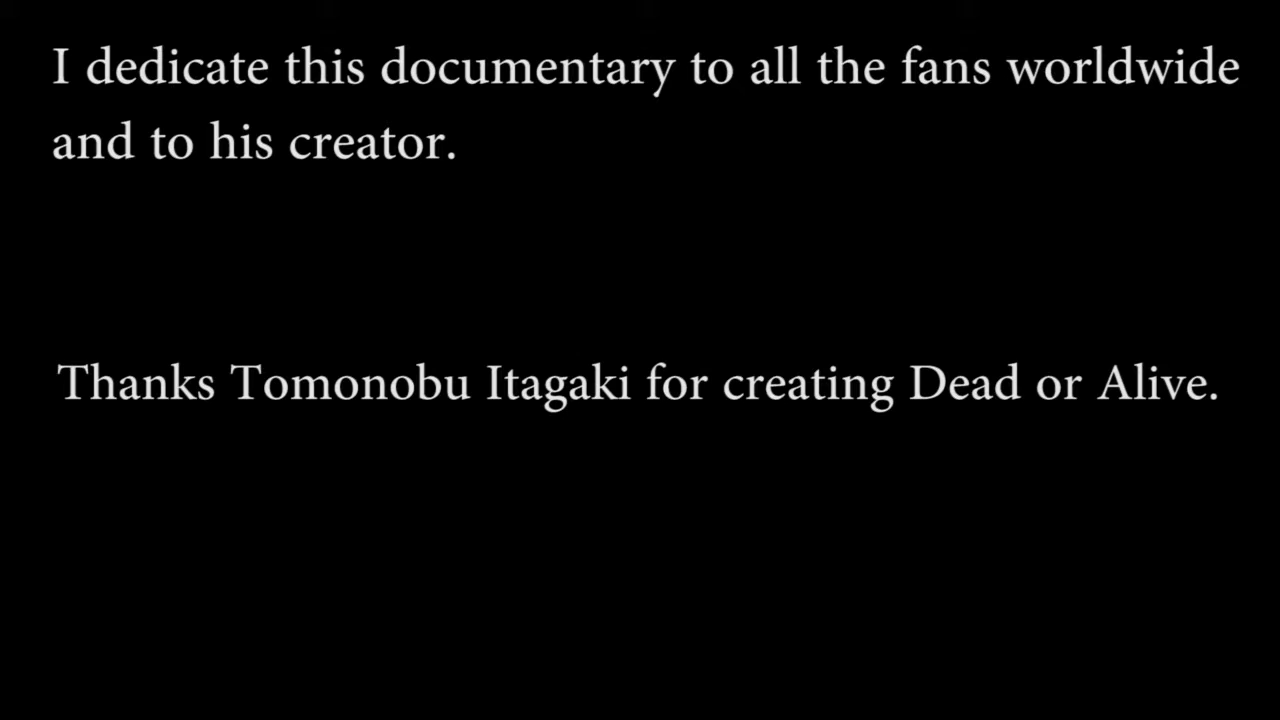 I dedicate this documentary to all the fans worldwide
and to his creator.
Thanks Tomonobu Itagaki for creating Dead or Alive.